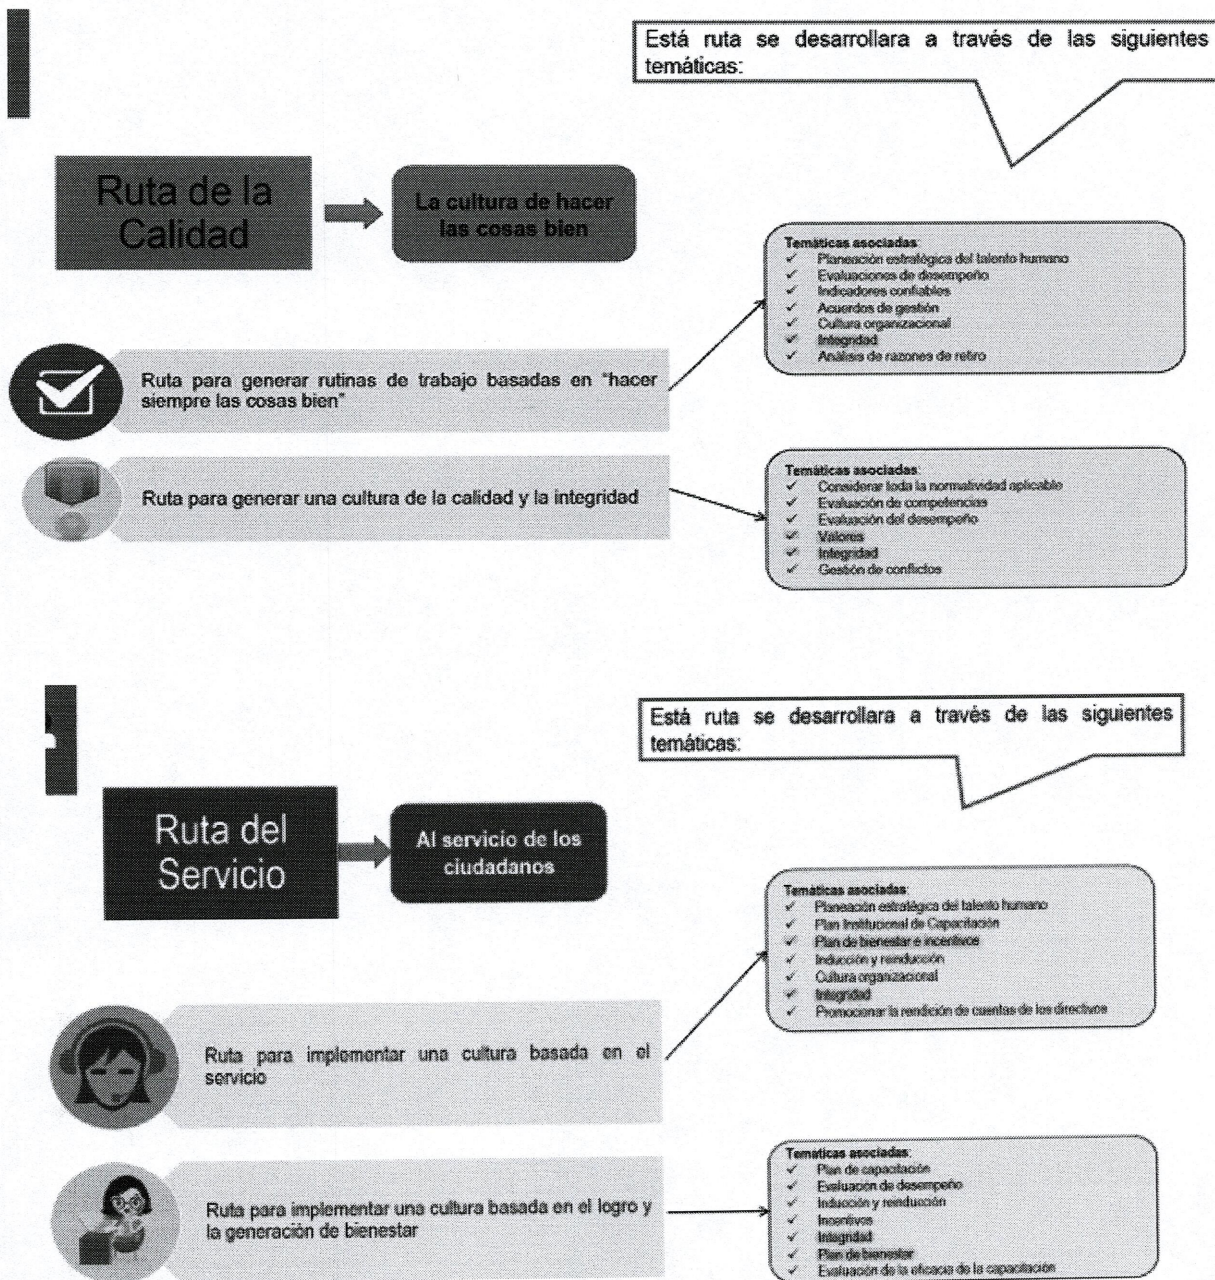 Está ruta se desarrollara a través de las siguientes
temáticas:
Ruta de la
Calidad
La cultura de hacer
las cosas bien
Temáticas asociadas:
✓ Planeación estratégica del talento humano
✓ Evaluaciones de desempeño
✓ Indicadores confiables
✓ Acuerdos de gestión
✓ Cultura organizacional
✓ Integridad
✓ Análisis de razones de retiro
Ruta para generar rutinas de trabajo basadas en “hacer
siempre las cosas bien”
Ruta para generar una cultura de la calidad y la integridad
Temáticas asociadas:
✓ Considerar toda la normatividad aplicable
✓ Evaluación de competencias
✓ Evaluación del desempeño
✓ Valores
✓ Integridad
✓ Gestión de conflictos
Está ruta se desarrollara a través de las siguientes
temáticas:
Ruta del
Servicio
Al servicio de los
ciudadanos
Temáticas asociadas:
✓ Planeación estratégica del talento humano
✓ Plan Institucional de Capacitación
✓ Plan de bienestar e incentivos
✓ Inducción y reinducción
✓ Cultura organizacional
✓ Integridad
✓ Promocionar la rendición de cuentas de los directivos
Ruta para implementar una cultura basada en el
servicio
Ruta para implementar una cultura basada en el logro y
la generación de bienestar
Temáticas asociadas:
✓ Plan de capacitación
✓ Evaluación de desempeño
✓ Inducción y reinducción
✓ Incentivos
✓ Integridad
✓ Plan de bienestar
✓ Evaluación de la eficacia de la capacitación